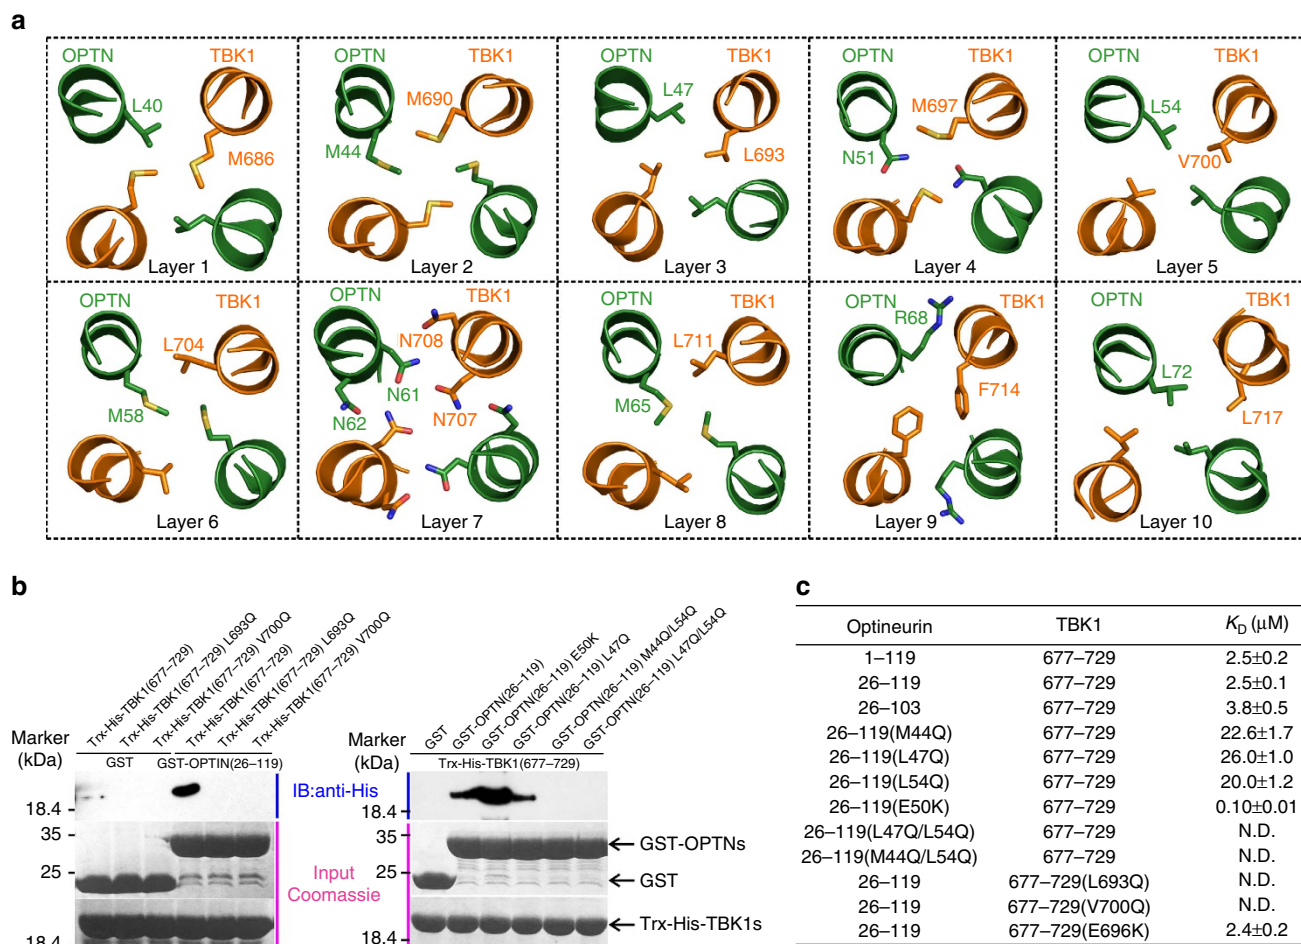 a
OPTN TBK1
L40
M686
Layer 1
OPTN TBK1
M690
M44
Layer 2
OPTN TBK1
L47
L693
Layer 3
OPTN TBK1
M697
N51
Layer 4
OPTN TBK1
L54
V700
Layer 5
OPTN TBK1
L704
M58
Layer 6
OPTN TBK1
N708
N61
N62 N707
Layer 7
OPTN TBK1
L711
M65
Layer 8
OPTN TBK1
R68
F714
Layer 9
OPTN TBK1
L72
L717
Layer 10
b
Trx-His-TBK1(677–729)
Trx-His-TBK1(677–729) L693Q
Trx-His-TBK1(677–729) V700Q
Trx-His-TBK1(677–729)
Trx-His-TBK1(677–729) L693Q
Trx-His-TBK1(677–729) V700Q
Marker
(kDa)
GST GST-OPTIN(26–119)
18.4
35
25
18.4
IB:anti-His
Input
Coomassie
GST
GST-OPTN(26–119)
GST-OPTN(26–119) E50K
GST-OPTN(26–119) L47Q
GST-OPTN(26–119) M44Q/L54Q
GST-OPTN(26–119) L47Q/L54Q
Marker
(kDa)
Trx-His-TBK1(677–729)
18.4
35
25
18.4
GST-OPTNs
GST
Trx-His-TBK1s
c
Optineurin TBK1 KD (μM)
1–119 677–729 2.5±0.2
26–119 677–729 2.5±0.1
26–103 677–729 3.8±0.5
26–119(M44Q) 677–729 22.6±1.7
26–119(L47Q) 677–729 26.0±1.0
26–119(L54Q) 677–729 20.0±1.2
26–119(E50K) 677–729 0.10±0.01
26–119(L47Q/L54Q) 677–729 N.D.
26–119(M44Q/L54Q) 677–729 N.D.
26–119 677–729(L693Q) N.D.
26–119 677–729(V700Q) N.D.
26–119 677–729(E696K) 2.4±0.2